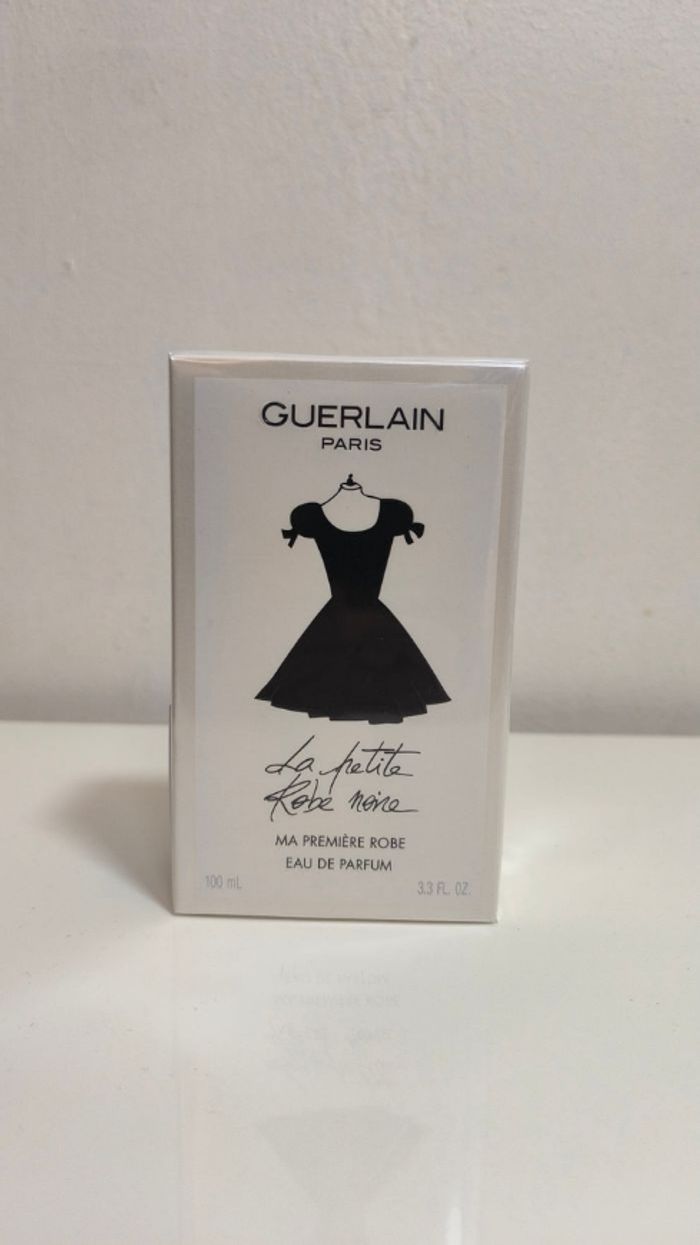 GUERLAIN
PARIS
La petite
Robe noire
MA PREMIÈRE ROBE
EAU DE PARFUM
100 mL 3.3 FL. OZ.